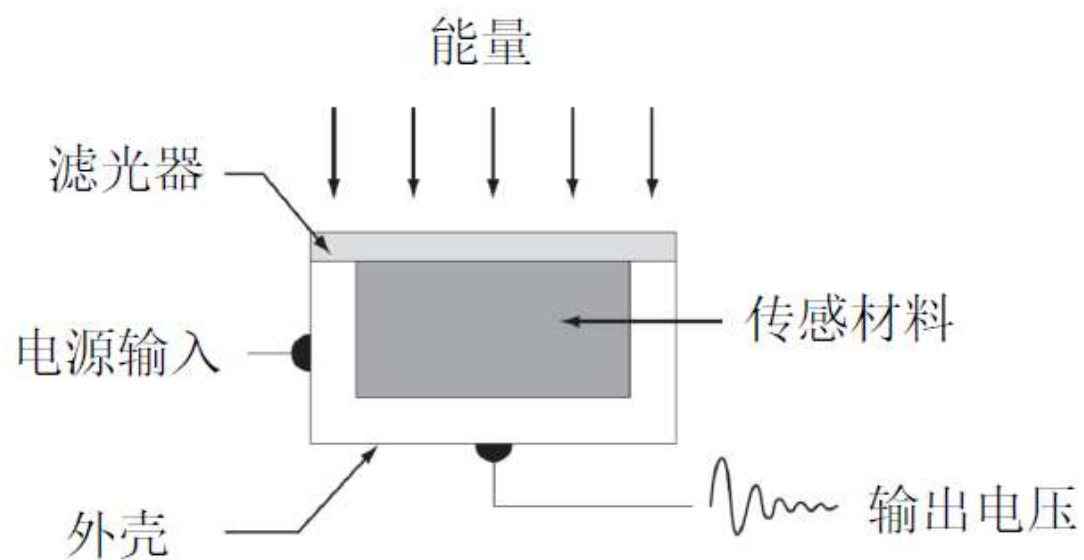 能量
滤光器
传感材料
电源输入
输出电压
外壳